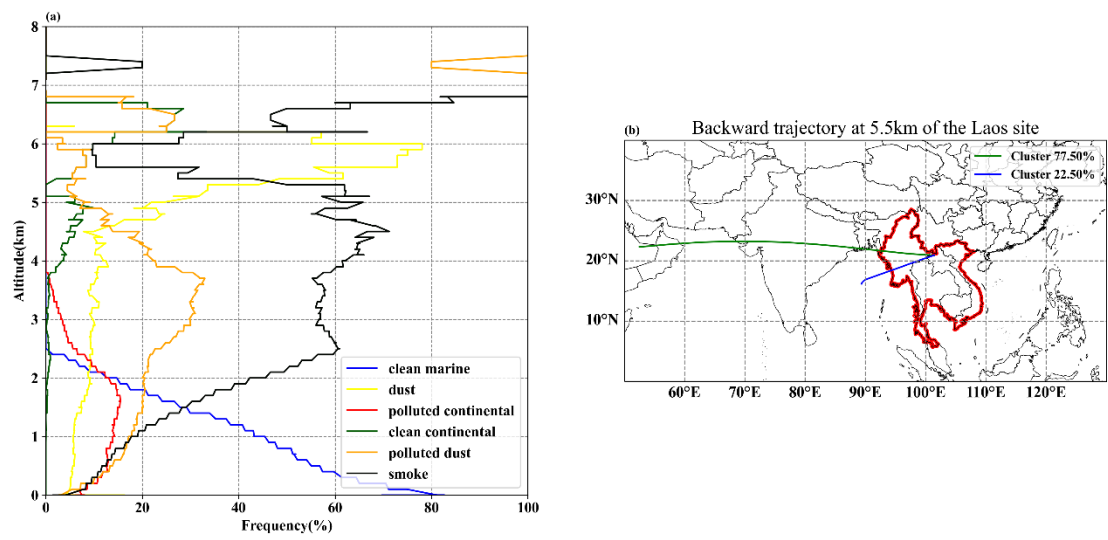 (a)
8
7
6
5
4
3
2
1
0
Altitude(km)
0 20 40 60 80 100
Frequency(%)
clean marine
dust
polluted continental
clean continental
polluted dust
smoke
(b)
Backward trajectory at 5.5km of the Laos site
Cluster 77.50%
Cluster 22.50%
30°N
20°N
10°N
60°E 70°E 80°E 90°E 100°E 110°E 120°E